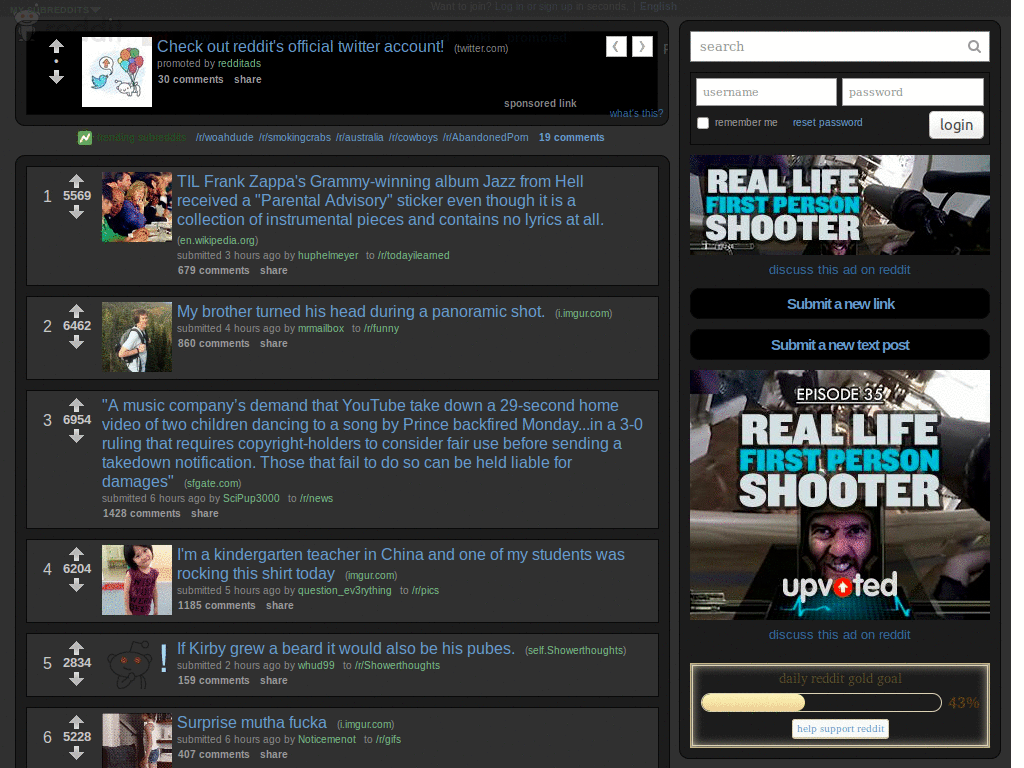 MY SUBREDDITS
Want to join? Log in or sign up in seconds. | English
Check out reddit's official twitter account! (twitter.com)
promoted by redditads
30 comments share
sponsored link
what's this?
trending subreddits /r/woahdude /r/smokingcrabs /r/australia /r/cowboys /r/AbandonedPorn 19 comments
1
5569
TIL Frank Zappa's Grammy-winning album Jazz from Hell
received a "Parental Advisory" sticker even though it is a
collection of instrumental pieces and contains no lyrics at all.
(en.wikipedia.org)
submitted 3 hours ago by huphelmeyer to /r/todayilearned
679 comments share
2
6462
My brother turned his head during a panoramic shot. (i.imgur.com)
submitted 4 hours ago by mrmailbox to /r/funny
860 comments share
3
6954
"A music company's demand that YouTube take down a 29-second home
video of two children dancing to a song by Prince backfired Monday...in a 3-0
ruling that requires copyright-holders to consider fair use before sending a
takedown notification. Those that fail to do so can be held liable for
damages" (sfgate.com)
submitted 6 hours ago by SciPup3000 to /r/news
1428 comments share
4
6204
I'm a kindergarten teacher in China and one of my students was
rocking this shirt today (imgur.com)
submitted 5 hours ago by question_ev3rything to /r/pics
1185 comments share
5
2834
If Kirby grew a beard it would also be his pubes. (self.Showerthoughts)
submitted 2 hours ago by whud99 to /r/Showerthoughts
159 comments share
6
5228
Surprise mutha fucka (i.imgur.com)
submitted 6 hours ago by Noticemenot to /r/gifs
407 comments share
search
username
password
remember me reset password
login
REAL LIFE
FIRST PERSON
SHOOTER
discuss this ad on reddit
Submit a new link
Submit a new text post
EPISODE 35
REAL LIFE
FIRST PERSON
SHOOTER
upvoted
discuss this ad on reddit
daily reddit gold goal
43%
help support reddit